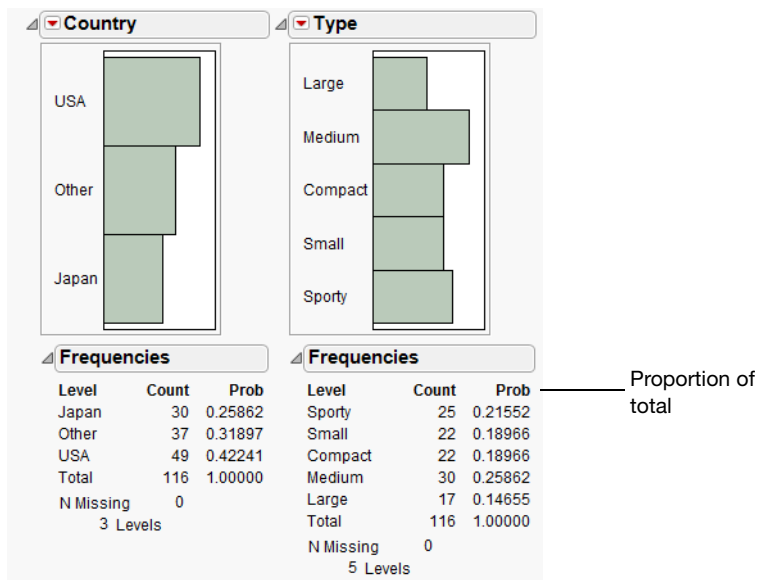 Country
USA
Other
Japan
Frequencies
Level Count Prob
Japan 30 0.25862
Other 37 0.31897
USA 49 0.42241
Total 116 1.00000
N Missing 0
3 Levels
Type
Large
Medium
Compact
Small
Sporty
Frequencies
Level Count Prob
Sporty 25 0.21552
Small 22 0.18966
Compact 22 0.18966
Medium 30 0.25862
Large 17 0.14655
Total 116 1.00000
N Missing 0
5 Levels
Proportion of
total